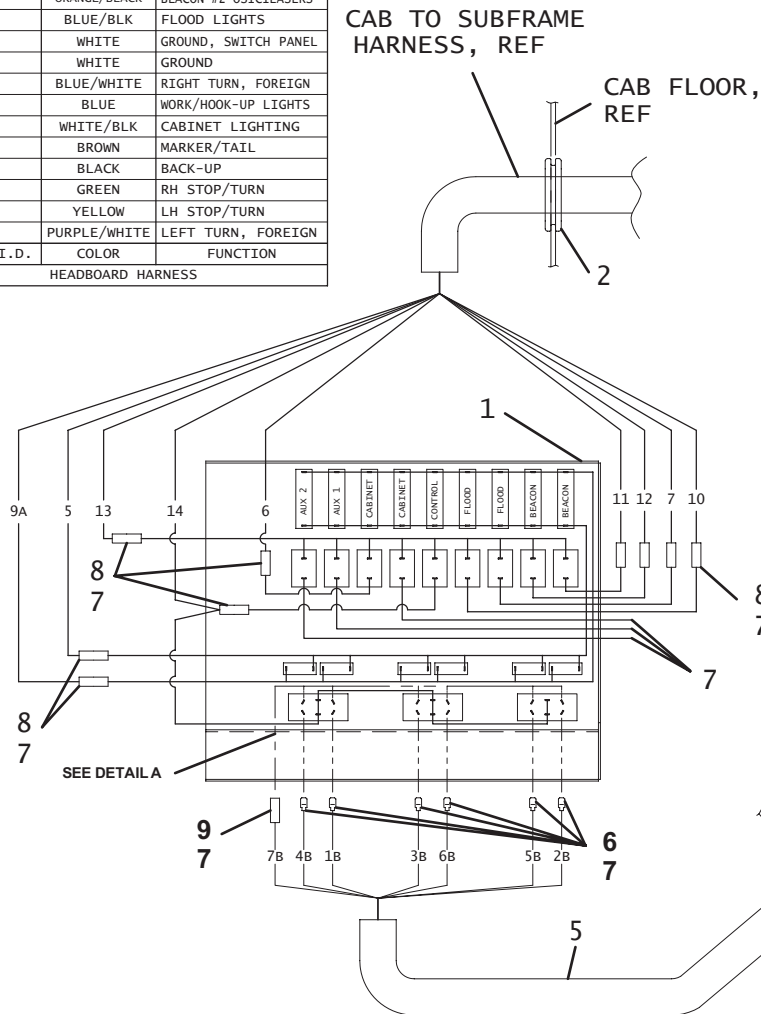 ORANGE/BLACK BEACON #2
BLUE/BLK FLOOD LIGHTS
WHITE GROUND, SWITCH PANEL
WHITE GROUND
BLUE/WHITE RIGHT TURN, FOREIGN
BLUE WORK/HOOK-UP LIGHTS
WHITE/BLK CABINET LIGHTING
BROWN MARKER/TAIL
BLACK BACK-UP
GREEN RH STOP/TURN
YELLOW LH STOP/TURN
PURPLE/WHITE LEFT TURN, FOREIGN
I.D. COLOR FUNCTION
HEADBOARD HARNESS
CAB TO SUBFRAME
HARNESS, REF
CAB FLOOR,
REF
2
1
9A 5 13 14 6
AUX 2
AUX 1
CABINET
CABINET
CONTROL
FLOOD
FLOOD
BEACON
BEACON
11 12 7 10
8
7
8
7
7
8
7
SEE DETAIL A
9
7
7B 4B 1B 3B 6B 5B 2B
6
7
5